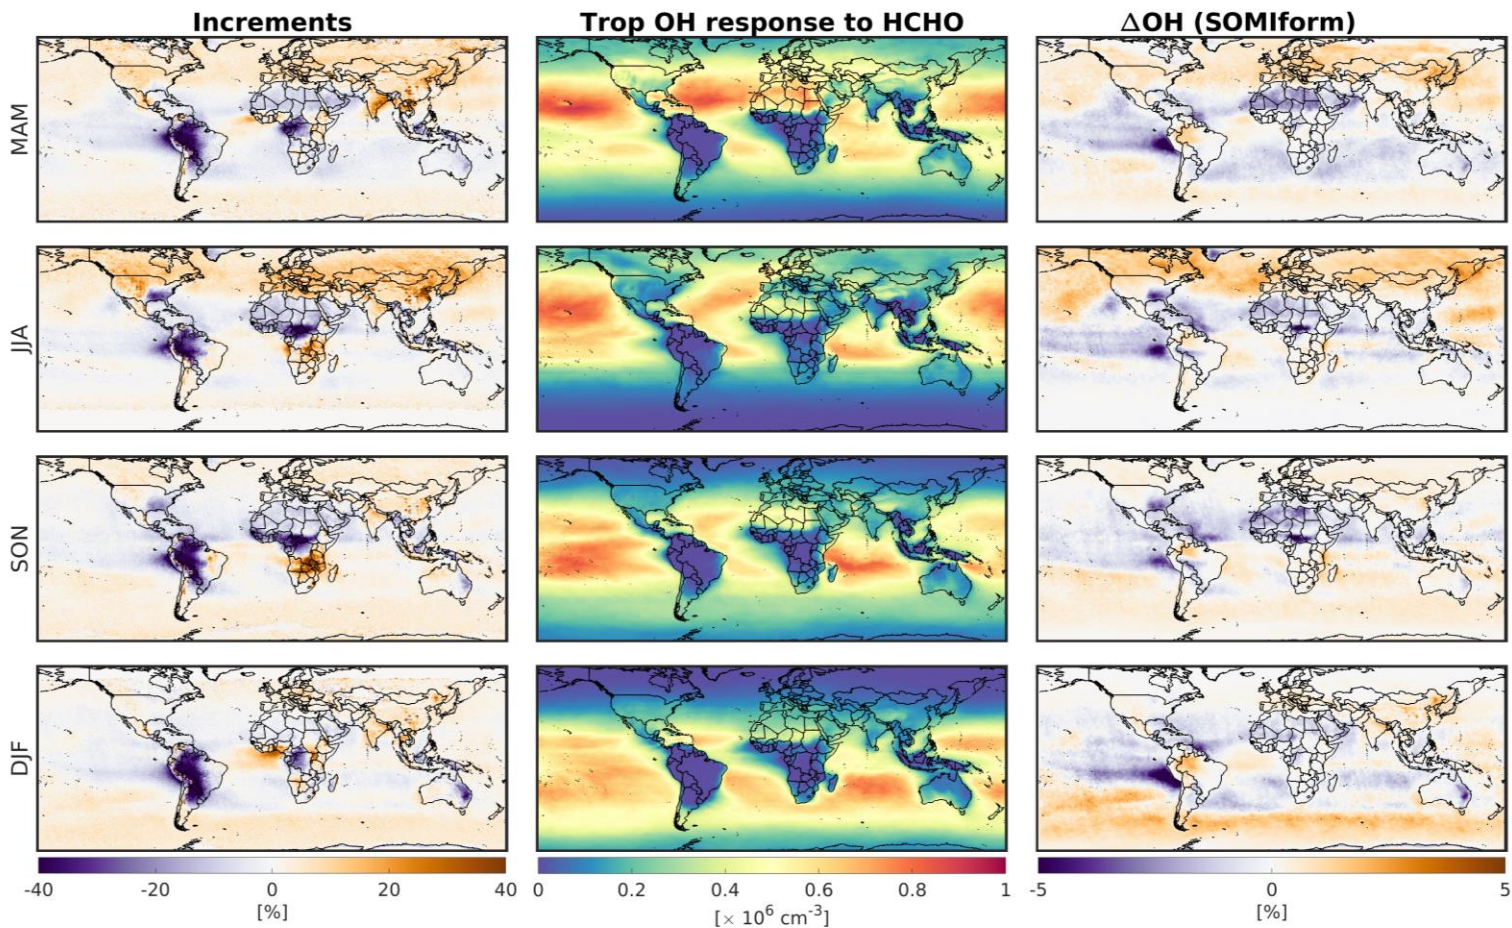 Increments
Trop OH response to HCHO
ΔOH (SOMIform)
MAM
JJA
SON
DJF
-40 -20 0 20 40
[%]
0 0.2 0.4 0.6 0.8 1
[× 10⁶ cm⁻³]
-5 0 5
[%]